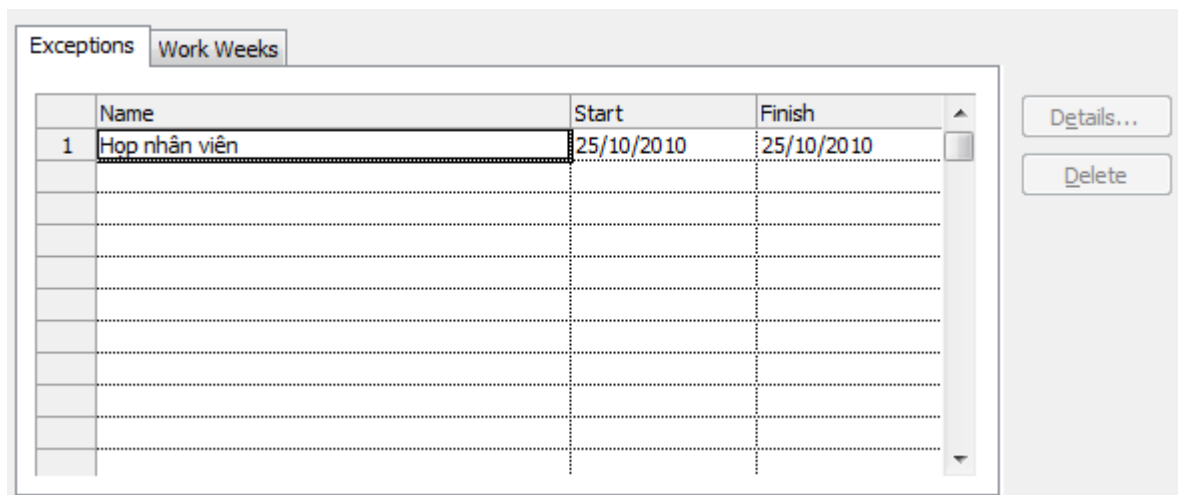 Exceptions Work Weeks
Name Start Finish
1 Họp nhân viên 25/10/2010 25/10/2010
Details...
Delete